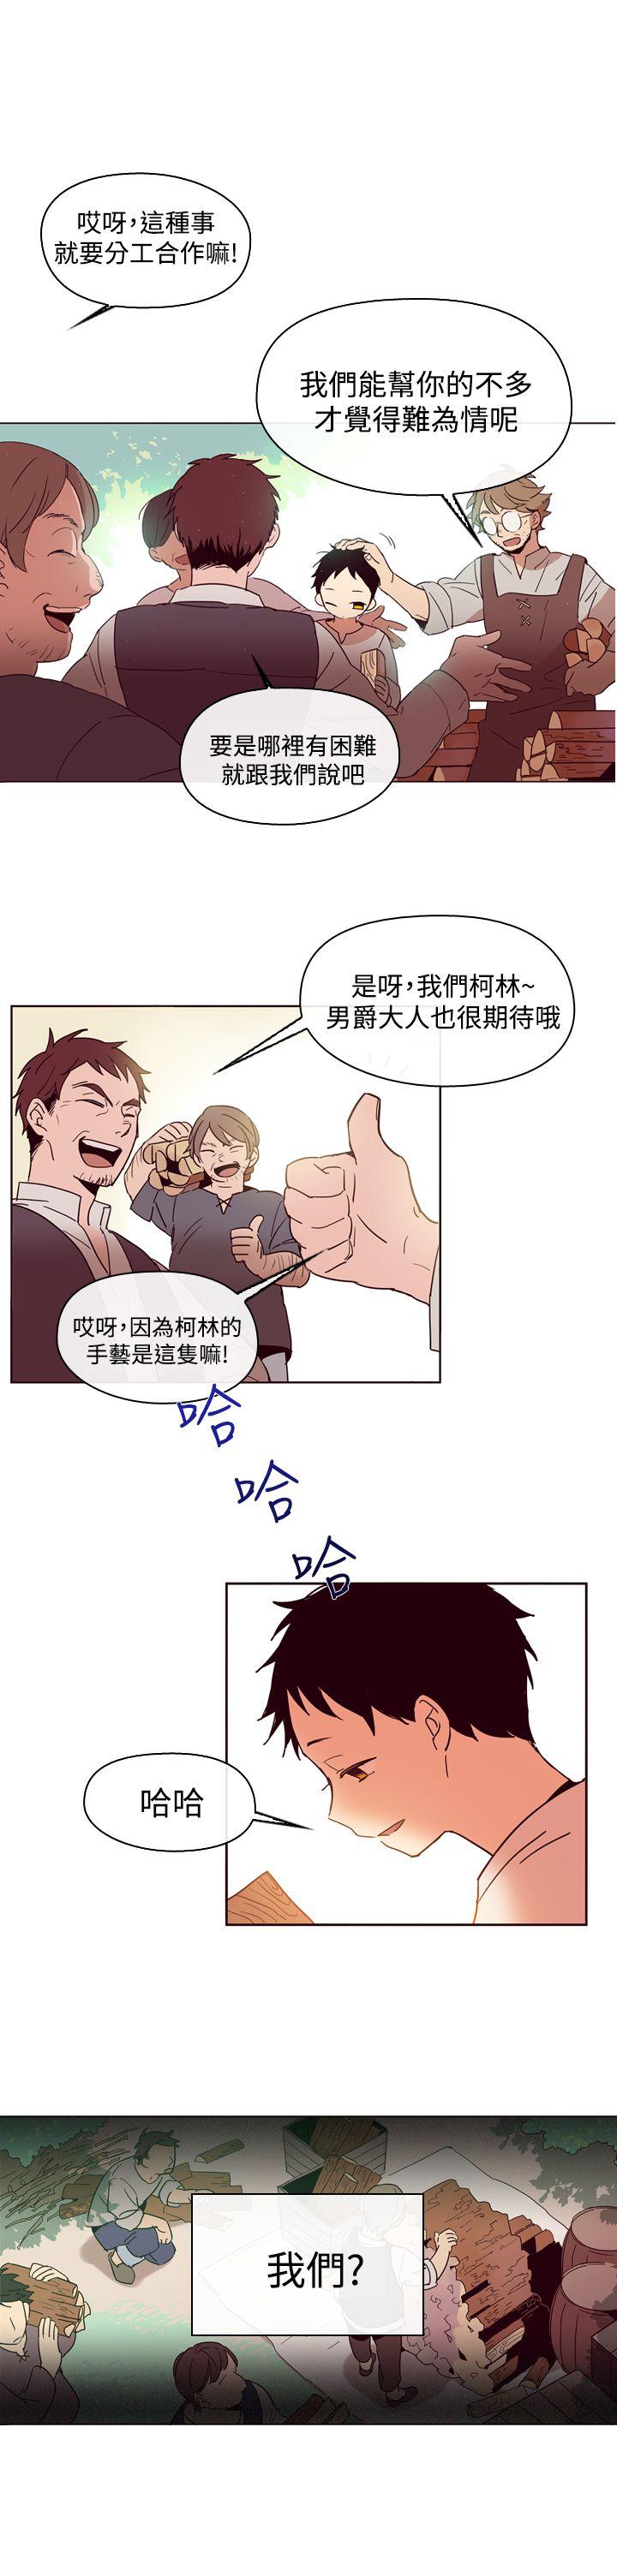 哎呀，這種事
就要分工合作嘛!
我們能幫你的不多
才覺得難為情呢
要是哪裡有困難
就跟我們說吧
是呀，我們柯林~
男爵大人也很期待哦
哎呀，因為柯林的
手藝是這隻嘛!
哈
哈
哈
哈哈
我們?